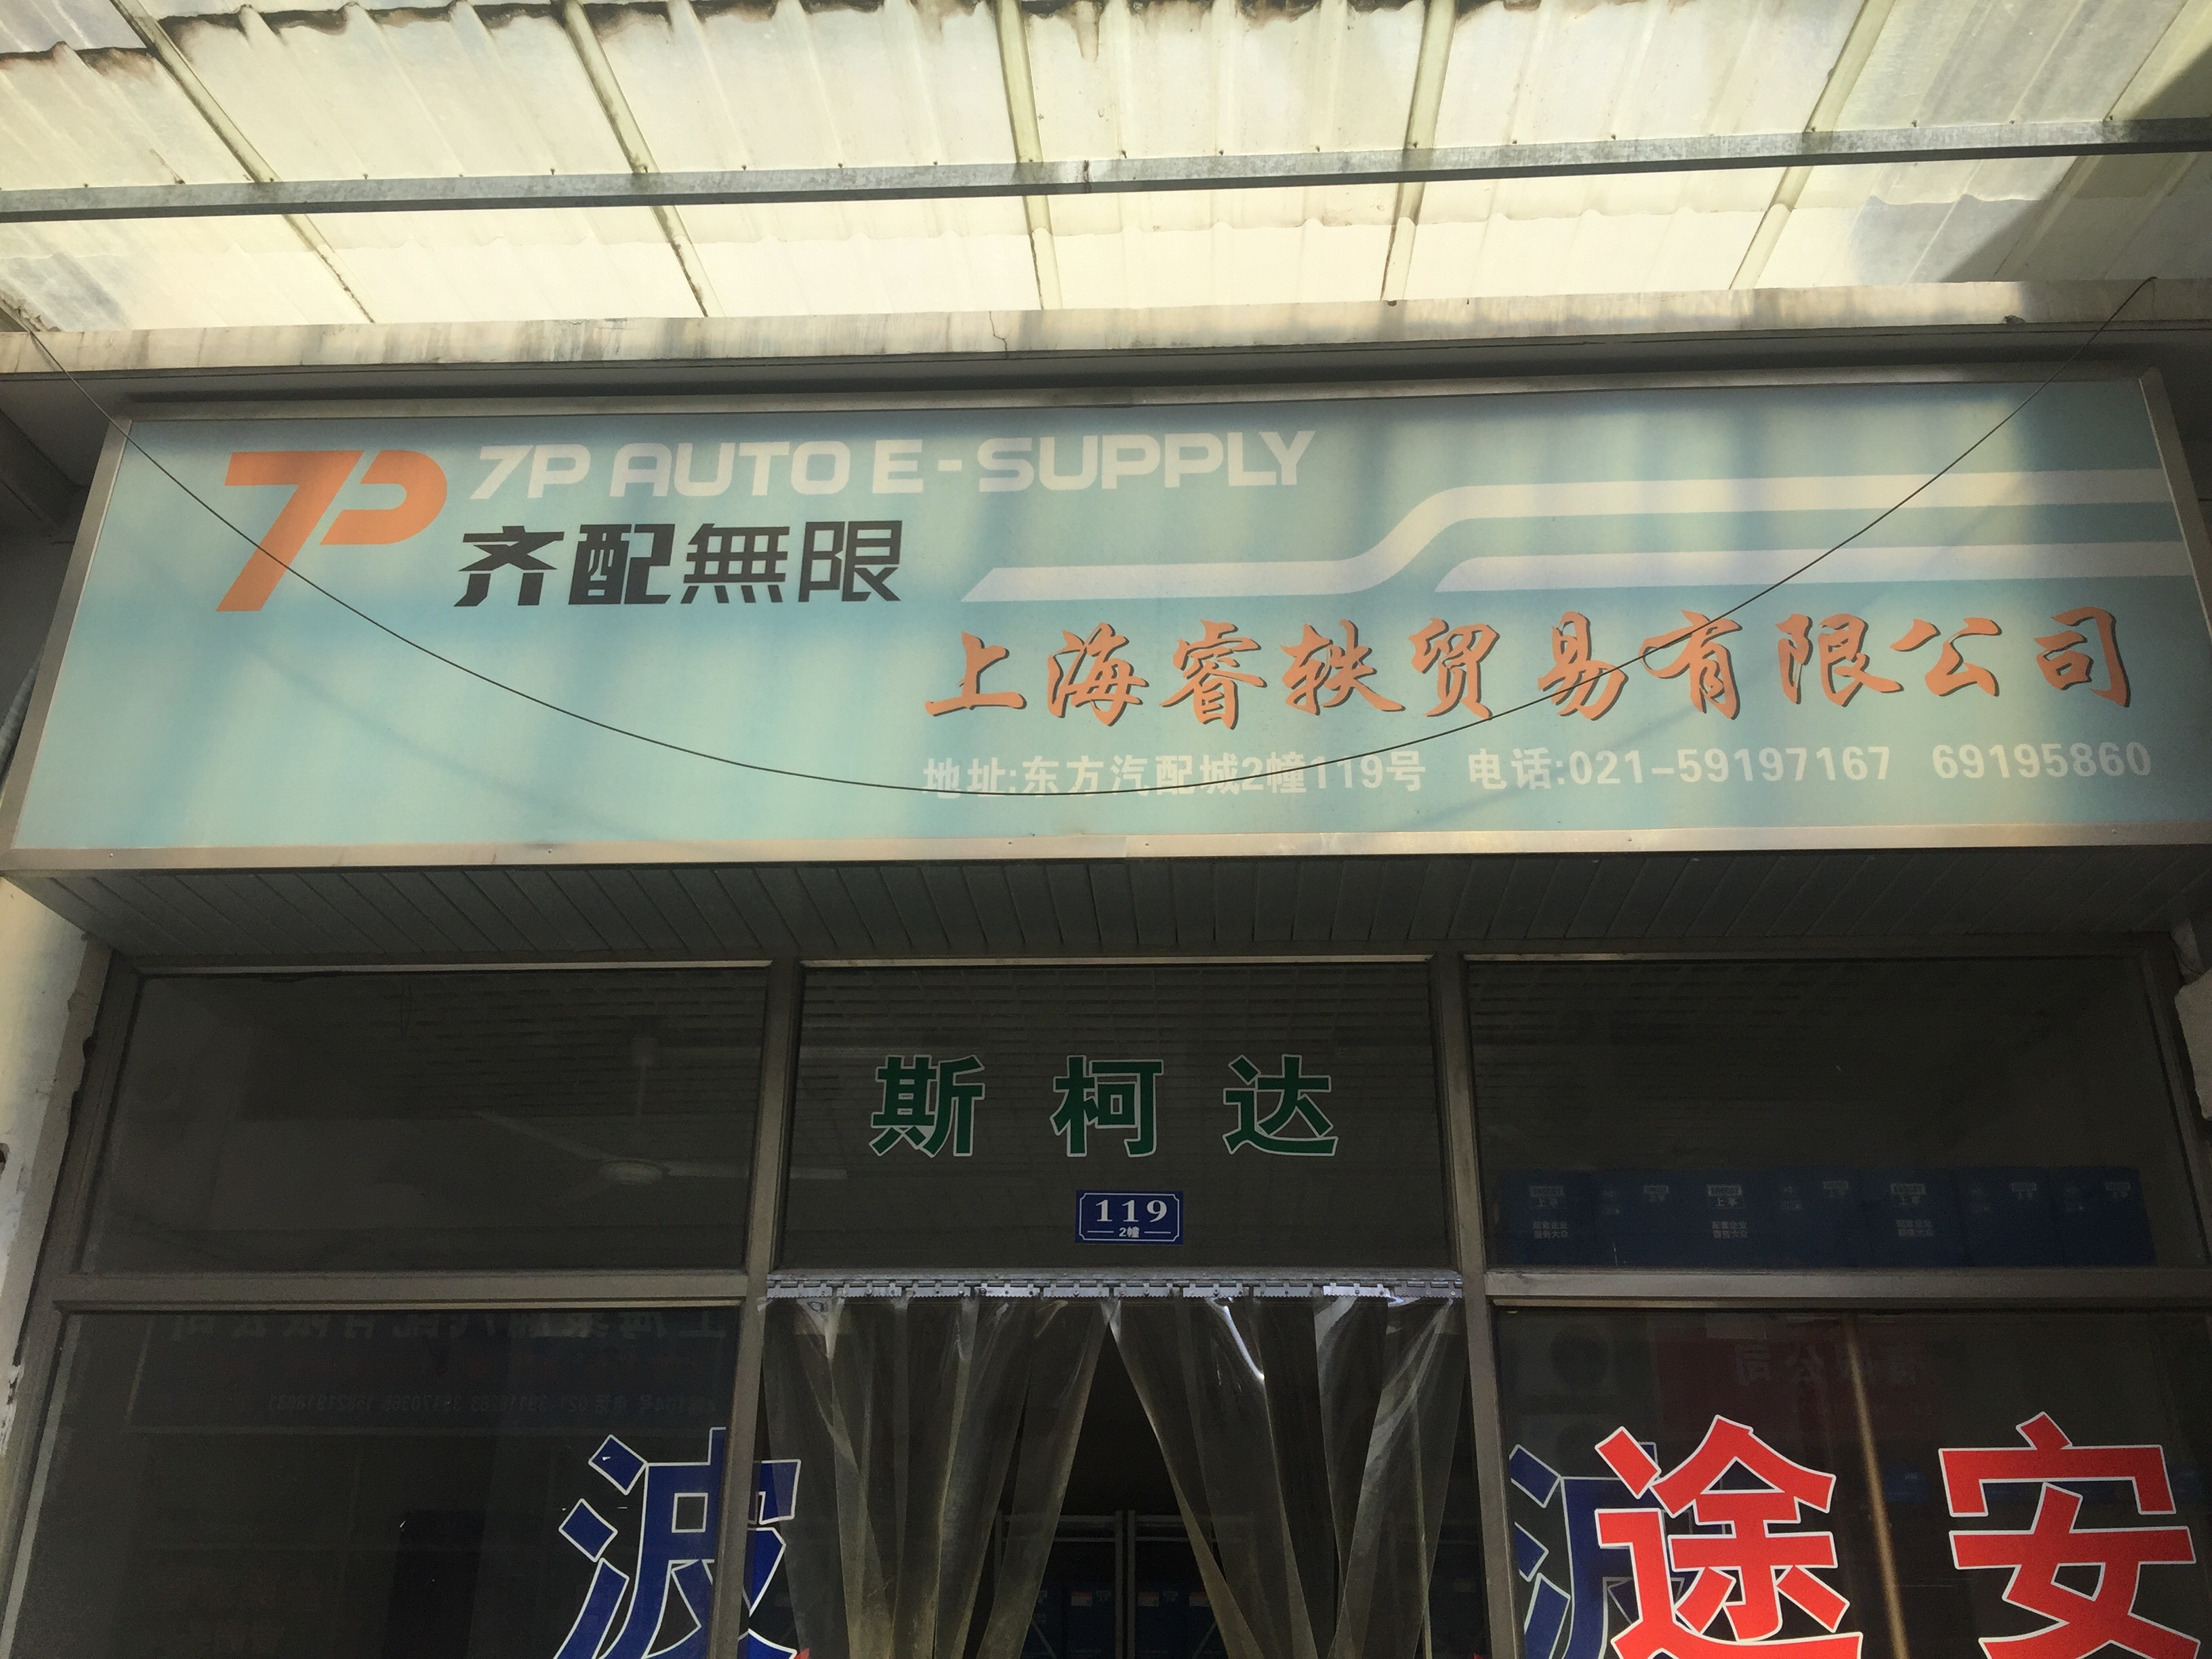 7P
7P AUTO E-SUPPLY
齐配無限
上海睿轶贸易有限公司
地址:东方汽配城2幢119号 电话:021-59197167 69195860
斯柯达
119
2幢
波
途安